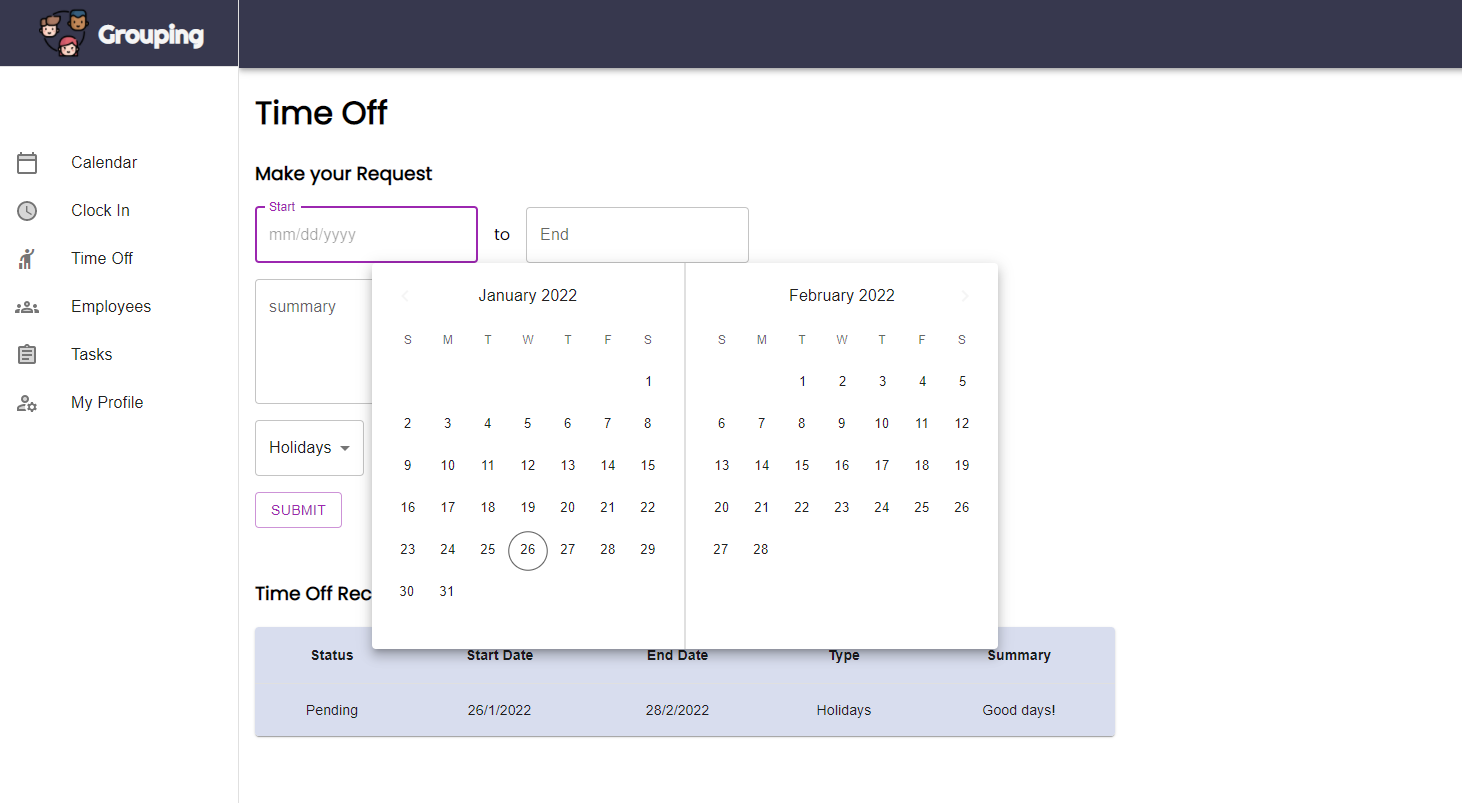 Grouping
Calendar
Clock In
Time Off
Employees
Tasks
My Profile
Time Off
Make your Request
Start
mm/dd/yyyy
to
End
summary
Holidays
SUBMIT
January 2022
S M T W T F S
1
2 3 4 5 6 7 8
9 10 11 12 13 14 15
16 17 18 19 20 21 22
23 24 25 26 27 28 29
30 31
February 2022
S M T W T F S
1 2 3 4 5
6 7 8 9 10 11 12
13 14 15 16 17 18 19
20 21 22 23 24 25 26
27 28
Time Off Rec
Status Start Date End Date Type Summary
Pending 26/1/2022 28/2/2022 Holidays Good days!